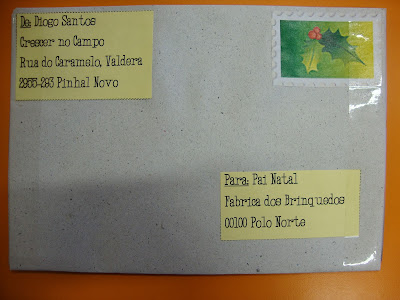 De: Diogo Santos
Crescer no Campo
Rua do Caramelo, Valdera
2955-293 Pinhal Novo
Para: Pai Natal
Fabrica dos Brinquedos
00100 Polo Norte